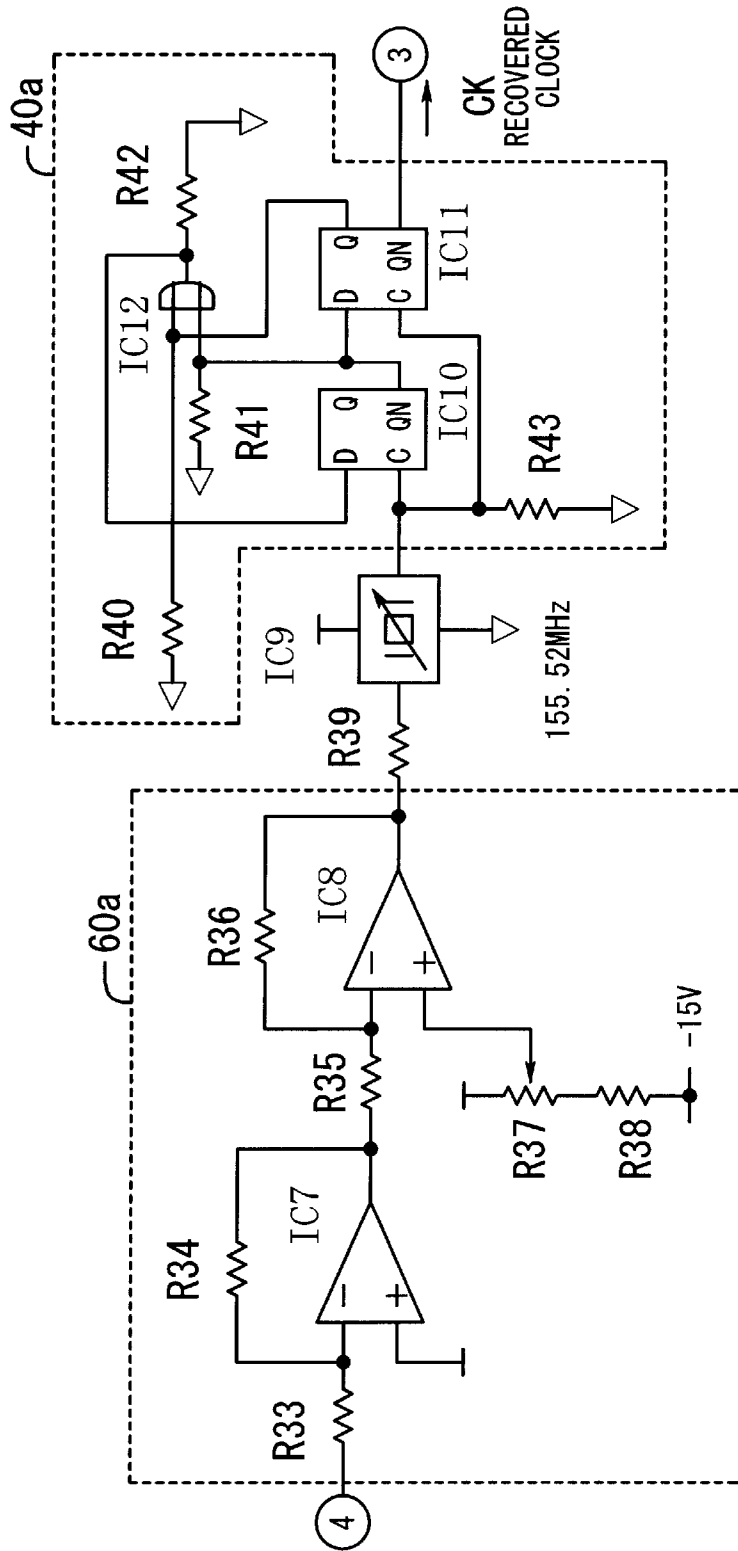 40a
R42
IC12
R41
R40
D Q
C QN
IC11
D Q
C QN
IC10
R43
3
CK
RECOVERED
CLOCK
IC9
155.52MHz
R39
60a
R36
IC8
−
+
R35
R37
R38
-15V
R34
IC7
−
+
R33
4